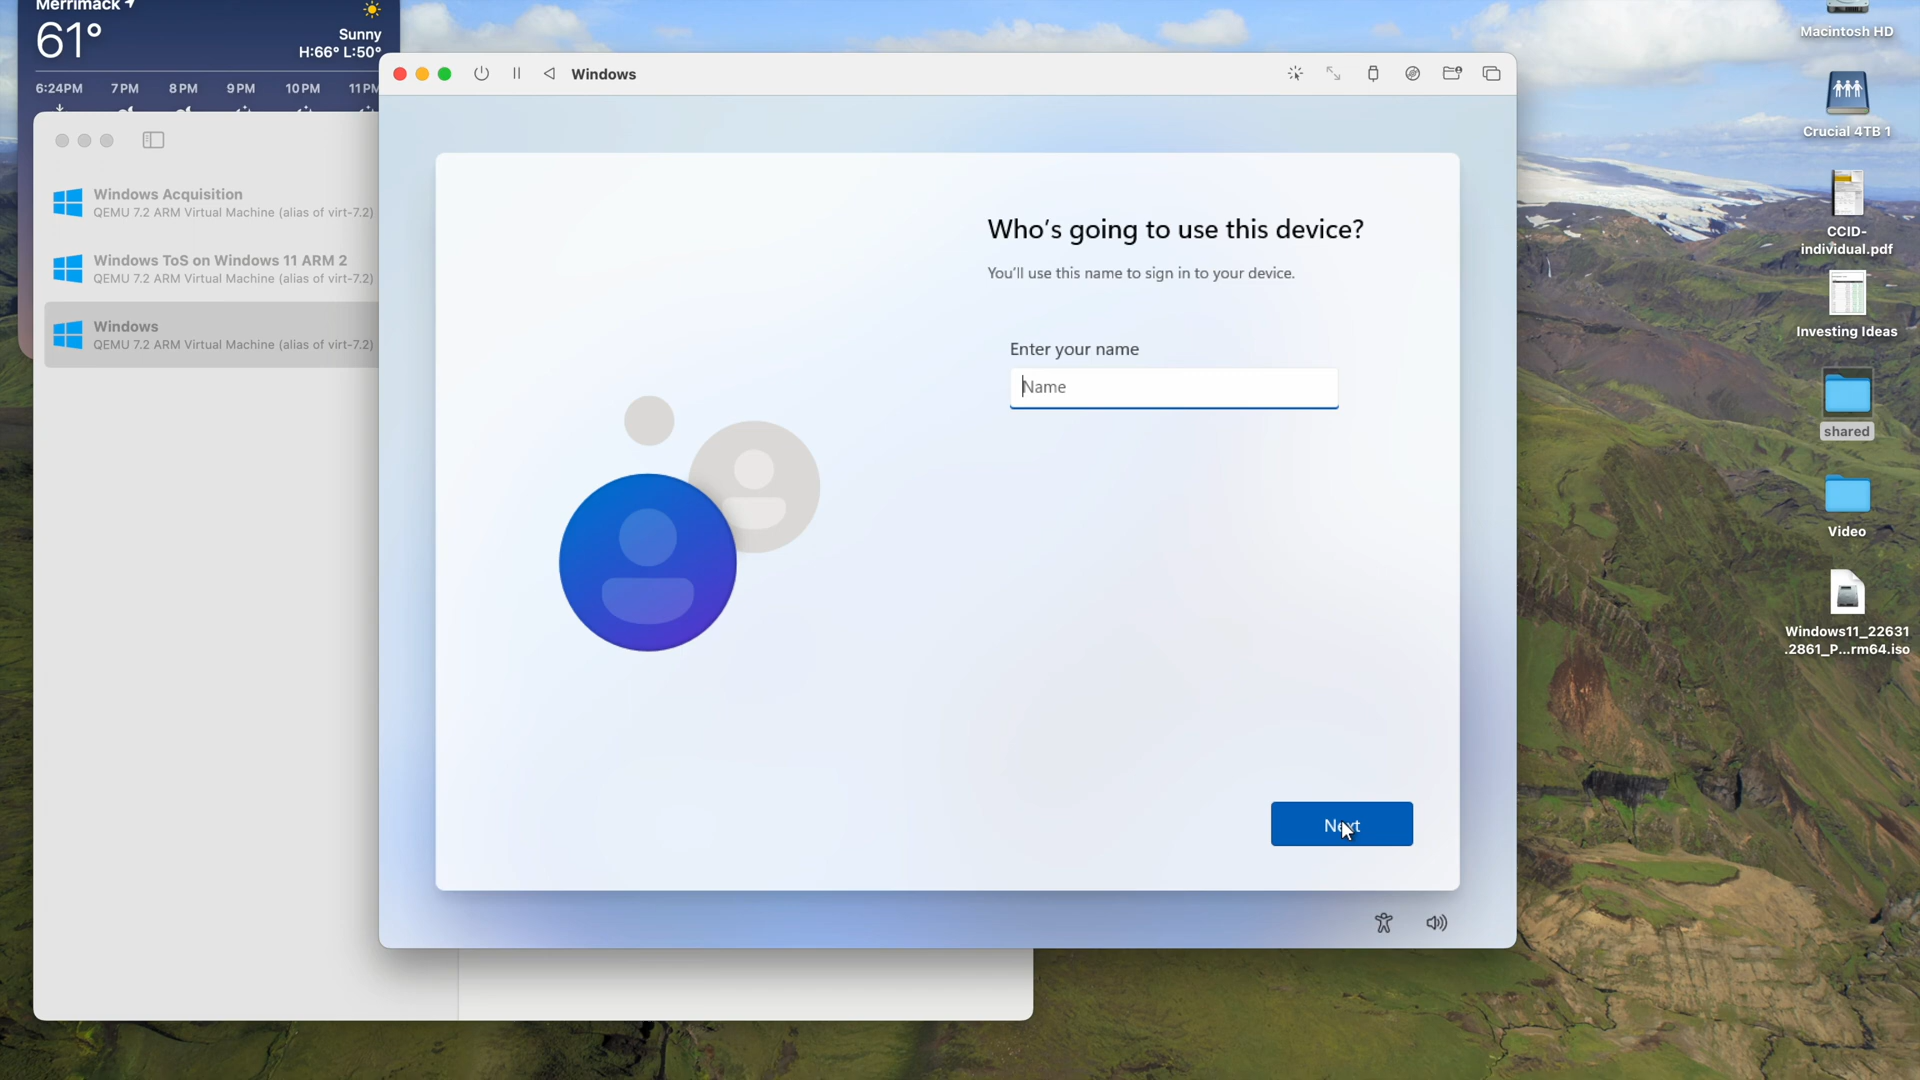 Merrimack
61°
Sunny
H:66° L:50°
6:24PM 7PM 8PM 9PM 10PM 11PM
Windows
Windows Acquisition
QEMU 7.2 ARM Virtual Machine (alias of virt-7.2)
Windows ToS on Windows 11 ARM 2
QEMU 7.2 ARM Virtual Machine (alias of virt-7.2)
Windows
QEMU 7.2 ARM Virtual Machine (alias of virt-7.2)
Who's going to use this device?
You'll use this name to sign in to your device.
Enter your name
Name
Next
Macintosh HD
Crucial 4TB 1
CCID-
individual.pdf
Investing Ideas
shared
Video
Windows11_22631
.2861_P...rm64.iso